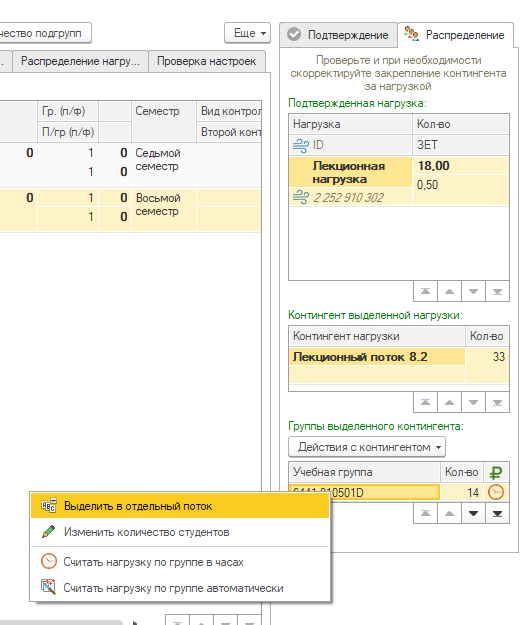 чество подгрупп
Еще
.. Распределение нагру... Проверка настроек
Гр. (п/ф) Семестр Вид контрол
П/гр (п/ф) Второй конт
0 1 0 Седьмой
семестр
1 0
0 1 0 Восьмой
семестр
1 0
Подтверждение Распределение
Проверьте и при необходимости
скорректируйте закрепление контингента
за нагрузкой
Подтвержденная нагрузка:
Нагрузка Кол-во
ID ЗЕТ
Лекционная 18,00
нагрузка 0,50
2 252 910 302
Контингент выделенной нагрузки:
Контингент нагрузки Кол-во
Лекционный поток 8.2 33
Группы выделенного контингента:
Действия с контингентом
Учебная группа Кол-во ₽
14
Выделить в отдельный поток
Изменить количество студентов
Считать нагрузку по группе в часах
Считать нагрузку по группе автоматически